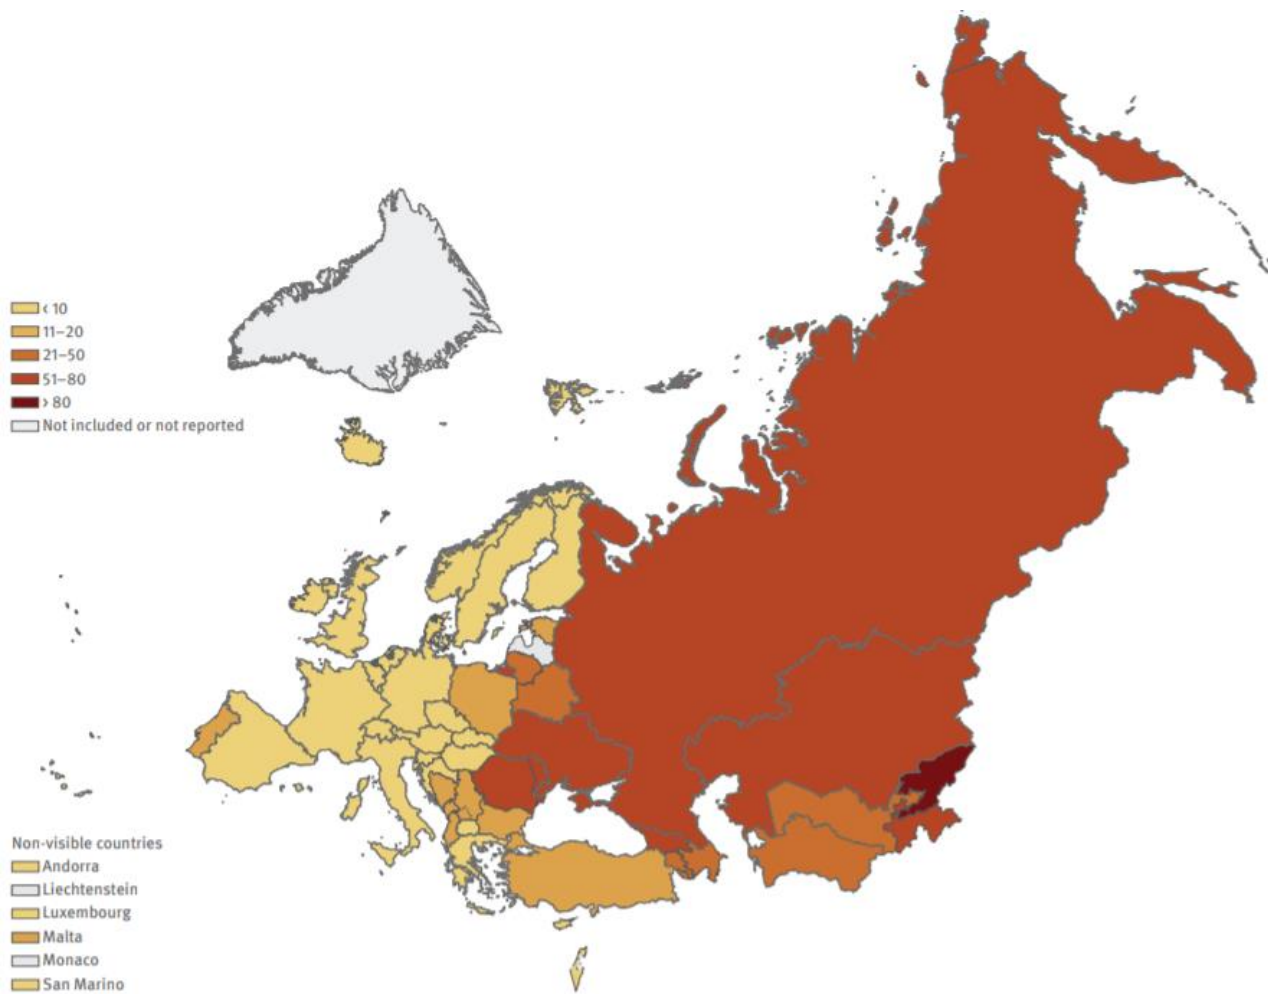 ‹ 10
11–20
21–50
51–80
› 80
Not included or not reported
Non-visible countries
Andorra
Liechtenstein
Luxembourg
Malta
Monaco
San Marino